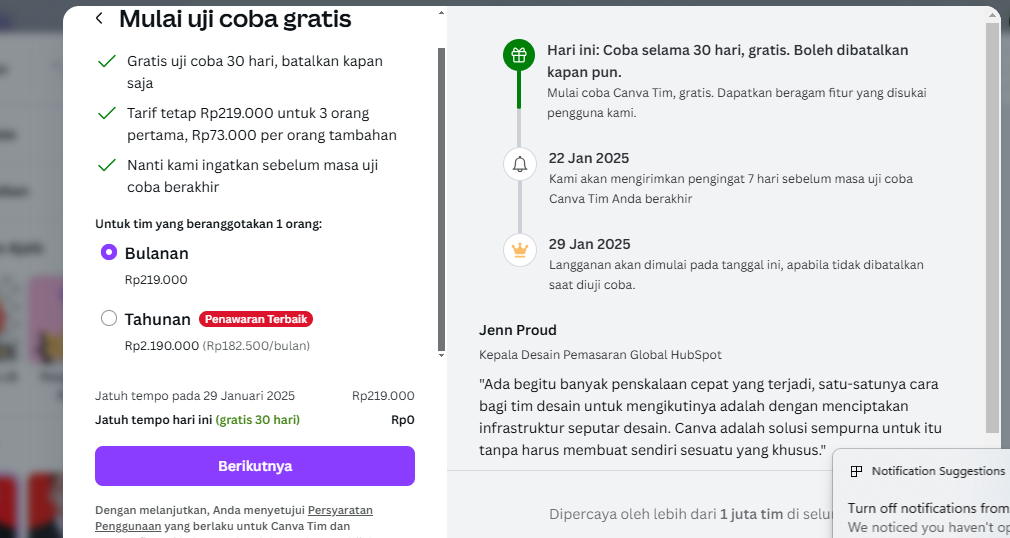 Mulai uji coba gratis
Gratis uji coba 30 hari, batalkan kapan
saja
Tarif tetap Rp219.000 untuk 3 orang
pertama, Rp73.000 per orang tambahan
Nanti kami ingatkan sebelum masa uji
coba berakhir
Untuk tim yang beranggotakan 1 orang:
Bulanan
Rp219.000
Tahunan Penawaran Terbaik
Rp2.190.000 (Rp182.500/bulan)
Jatuh tempo pada 29 Januari 2025 Rp219.000
Jatuh tempo hari ini (gratis 30 hari) Rp0
Berikutnya
Dengan melanjutkan, Anda menyetujui Persyaratan
Penggunaan yang berlaku untuk Canva Tim dan
Hari ini: Coba selama 30 hari, gratis. Boleh dibatalkan
kapan pun.
Mulai coba Canva Tim, gratis. Dapatkan beragam fitur yang disukai
pengguna kami.
22 Jan 2025
Kami akan mengirimkan pengingat 7 hari sebelum masa uji coba
Canva Tim Anda berakhir
29 Jan 2025
Langganan akan dimulai pada tanggal ini, apabila tidak dibatalkan
saat diuji coba.
Jenn Proud
Kepala Desain Pemasaran Global HubSpot
"Ada begitu banyak penskalaan cepat yang terjadi, satu-satunya cara
bagi tim desain untuk mengikutinya adalah dengan menciptakan
infrastruktur seputar desain. Canva adalah solusi sempurna untuk itu
tanpa harus membuat sendiri sesuatu yang khusus."
Dipercaya oleh lebih dari 1 juta tim di selu
Notification Suggestions
Turn off notifications from
We noticed you haven't op